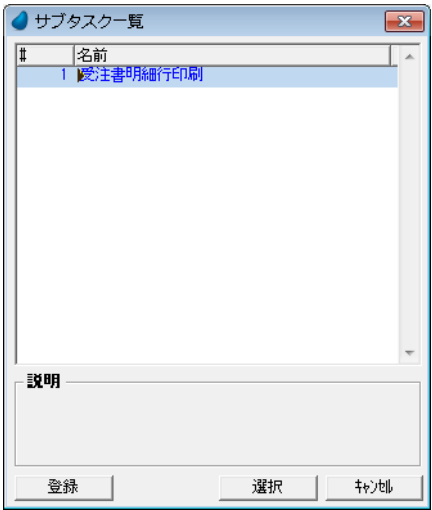 サブタスク一覧
# 名前
1 受注書明細行印刷
説明
登録 選択 ｷｬﾝｾﾙ